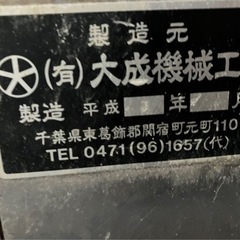 製造元
(有)大成機械工
製造 平成 年 月
千葉県東葛飾郡関宿町元町110
TEL 0471(96)1657(代)